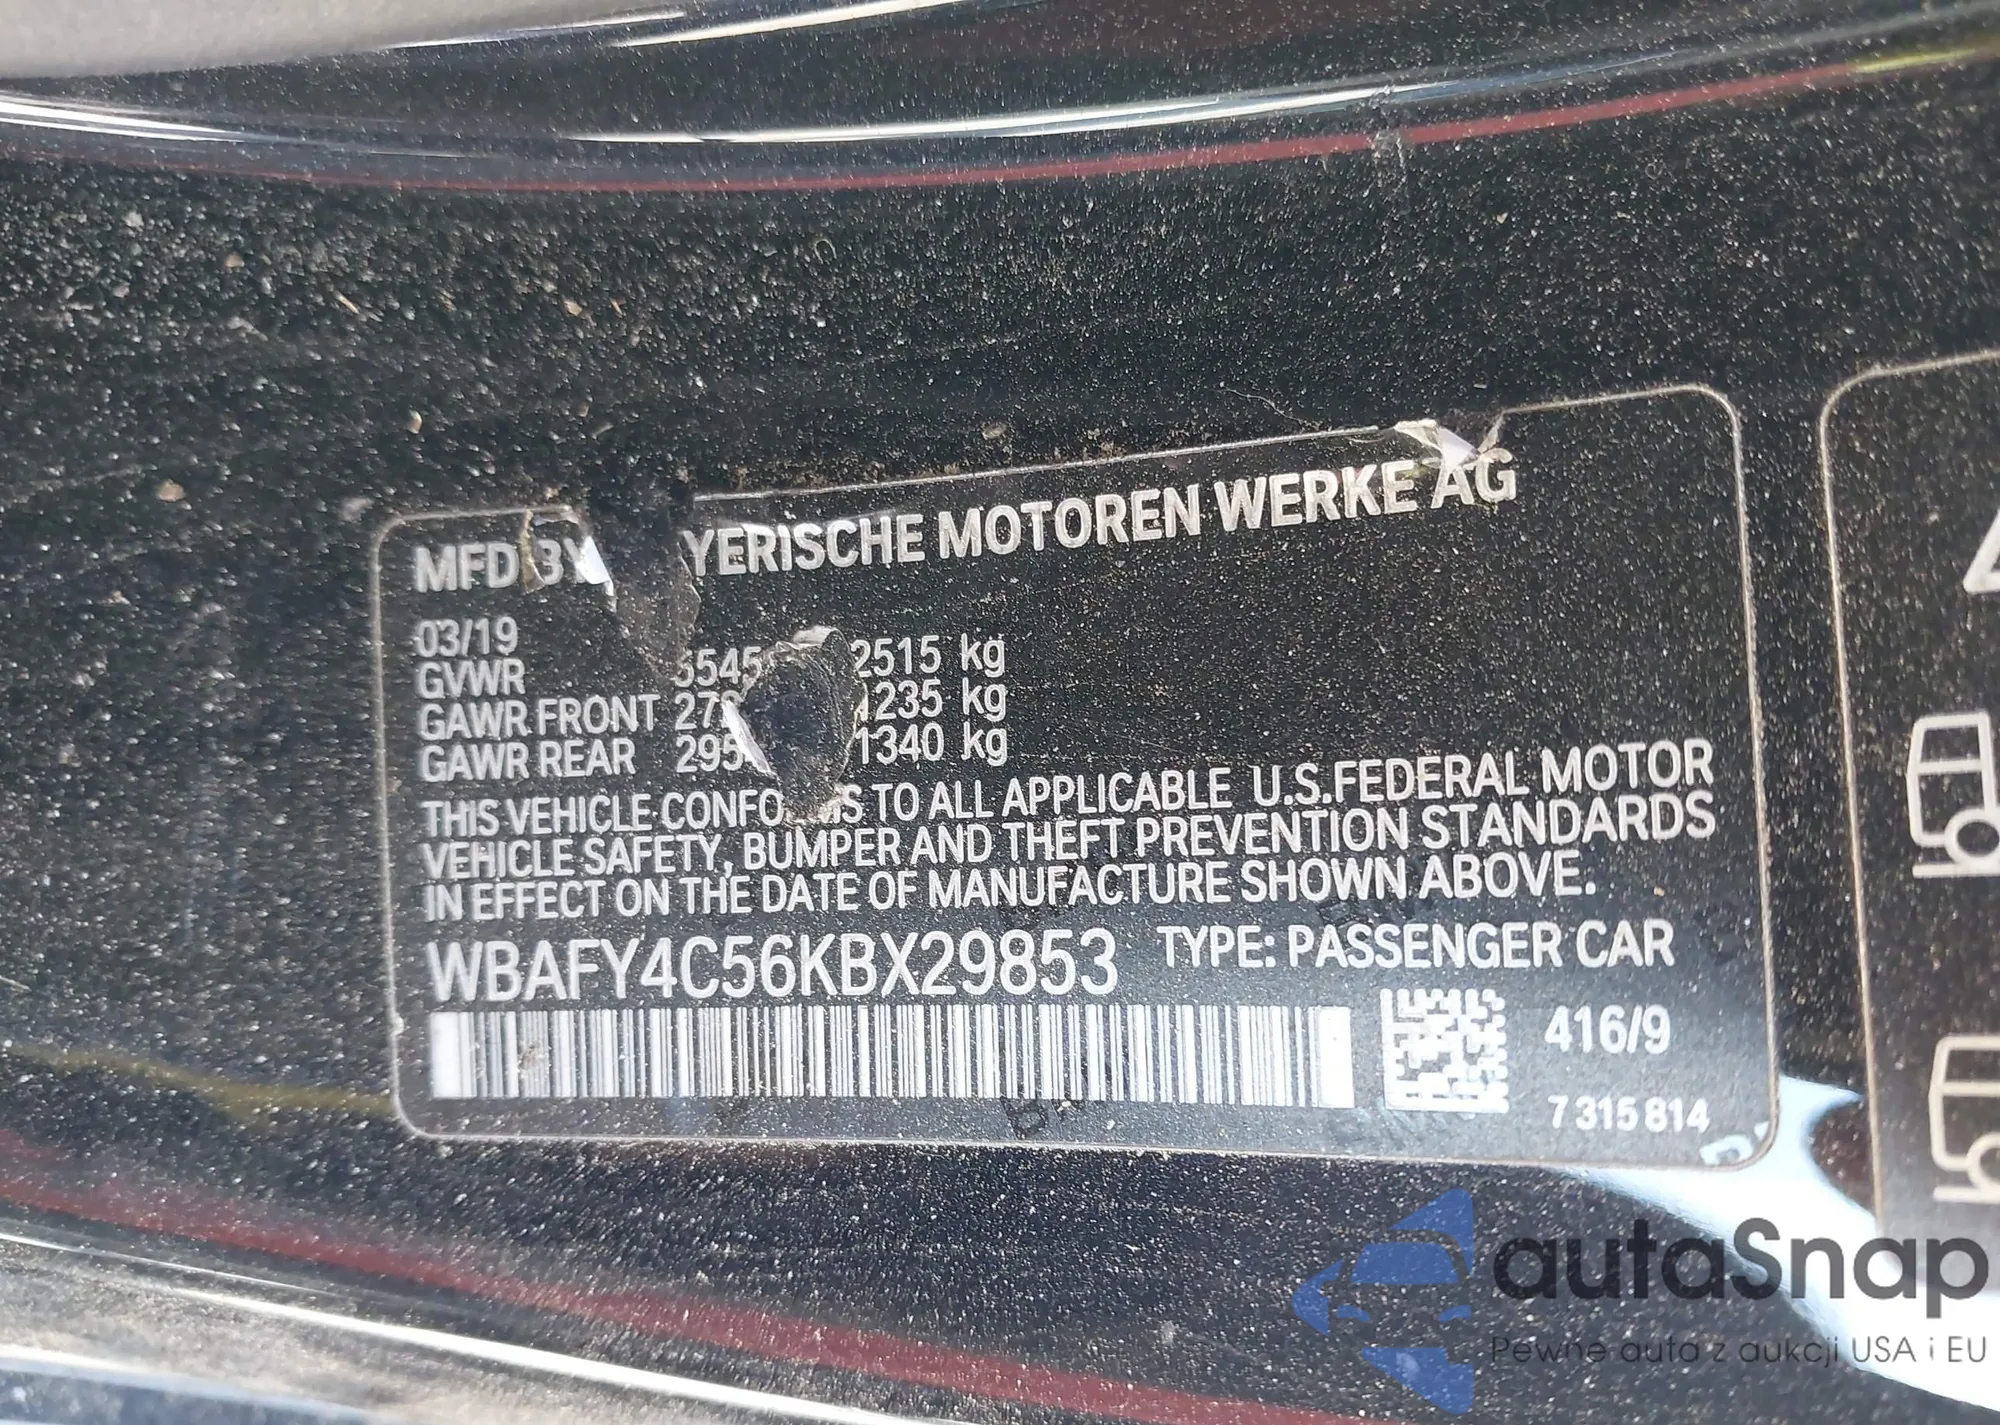 MFD BY YERISCHE MOTOREN WERKE AG
03/19
GVWR 2515 kg
GAWR FRONT 1235 kg
GAWR REAR 1340 kg
THIS VEHICLE TO ALL APPLICABLE U.S.FEDERAL MOTOR
VEHICLE SAFETY, BUMPER AND THEFT PREVENTION STANDARDS
IN EFFECT ON THE DATE OF MANUFACTURE SHOWN ABOVE.
WBAFY4C56KBX29853 TYPE: PASSENGER CAR
416/9
7 315 814
autaSnap
Pewne auta z aukcji USA i EU